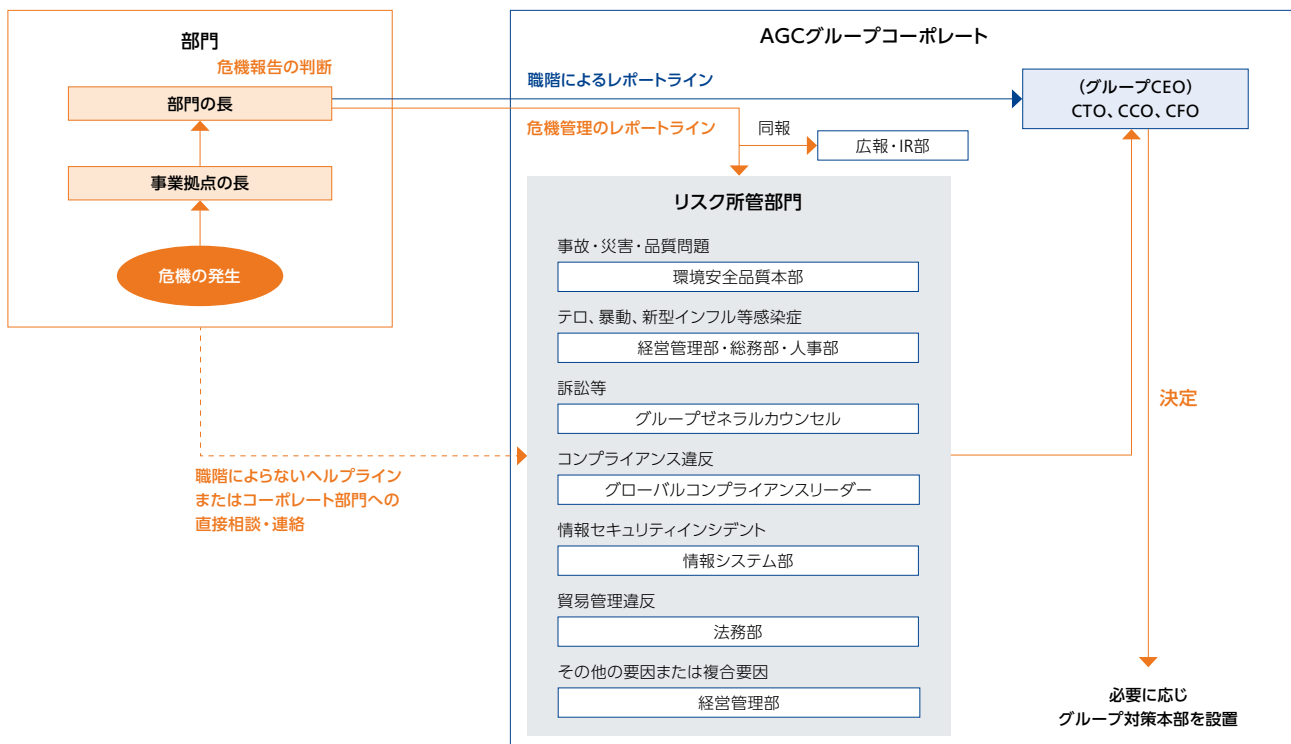 部門
危機報告の判断
部門の長
事業拠点の長
危機の発生
職階によらないヘルプライン
またはコーポレート部門への
直接相談・連絡
AGCグループコーポレート
職階によるレポートライン
危機管理のレポートライン
同報
広報・IR部
(グループCEO)
CTO、CCO、CFO
リスク所管部門
事故・災害・品質問題
環境安全品質本部
テロ、暴動、新型インフル等感染症
経営管理部・総務部・人事部
訴訟等
グループゼネラルカウンセル
コンプライアンス違反
グローバルコンプライアンスリーダー
情報セキュリティインシデント
情報システム部
貿易管理違反
法務部
その他の要因または複合要因
経営管理部
決定
必要に応じ
グループ対策本部を設置